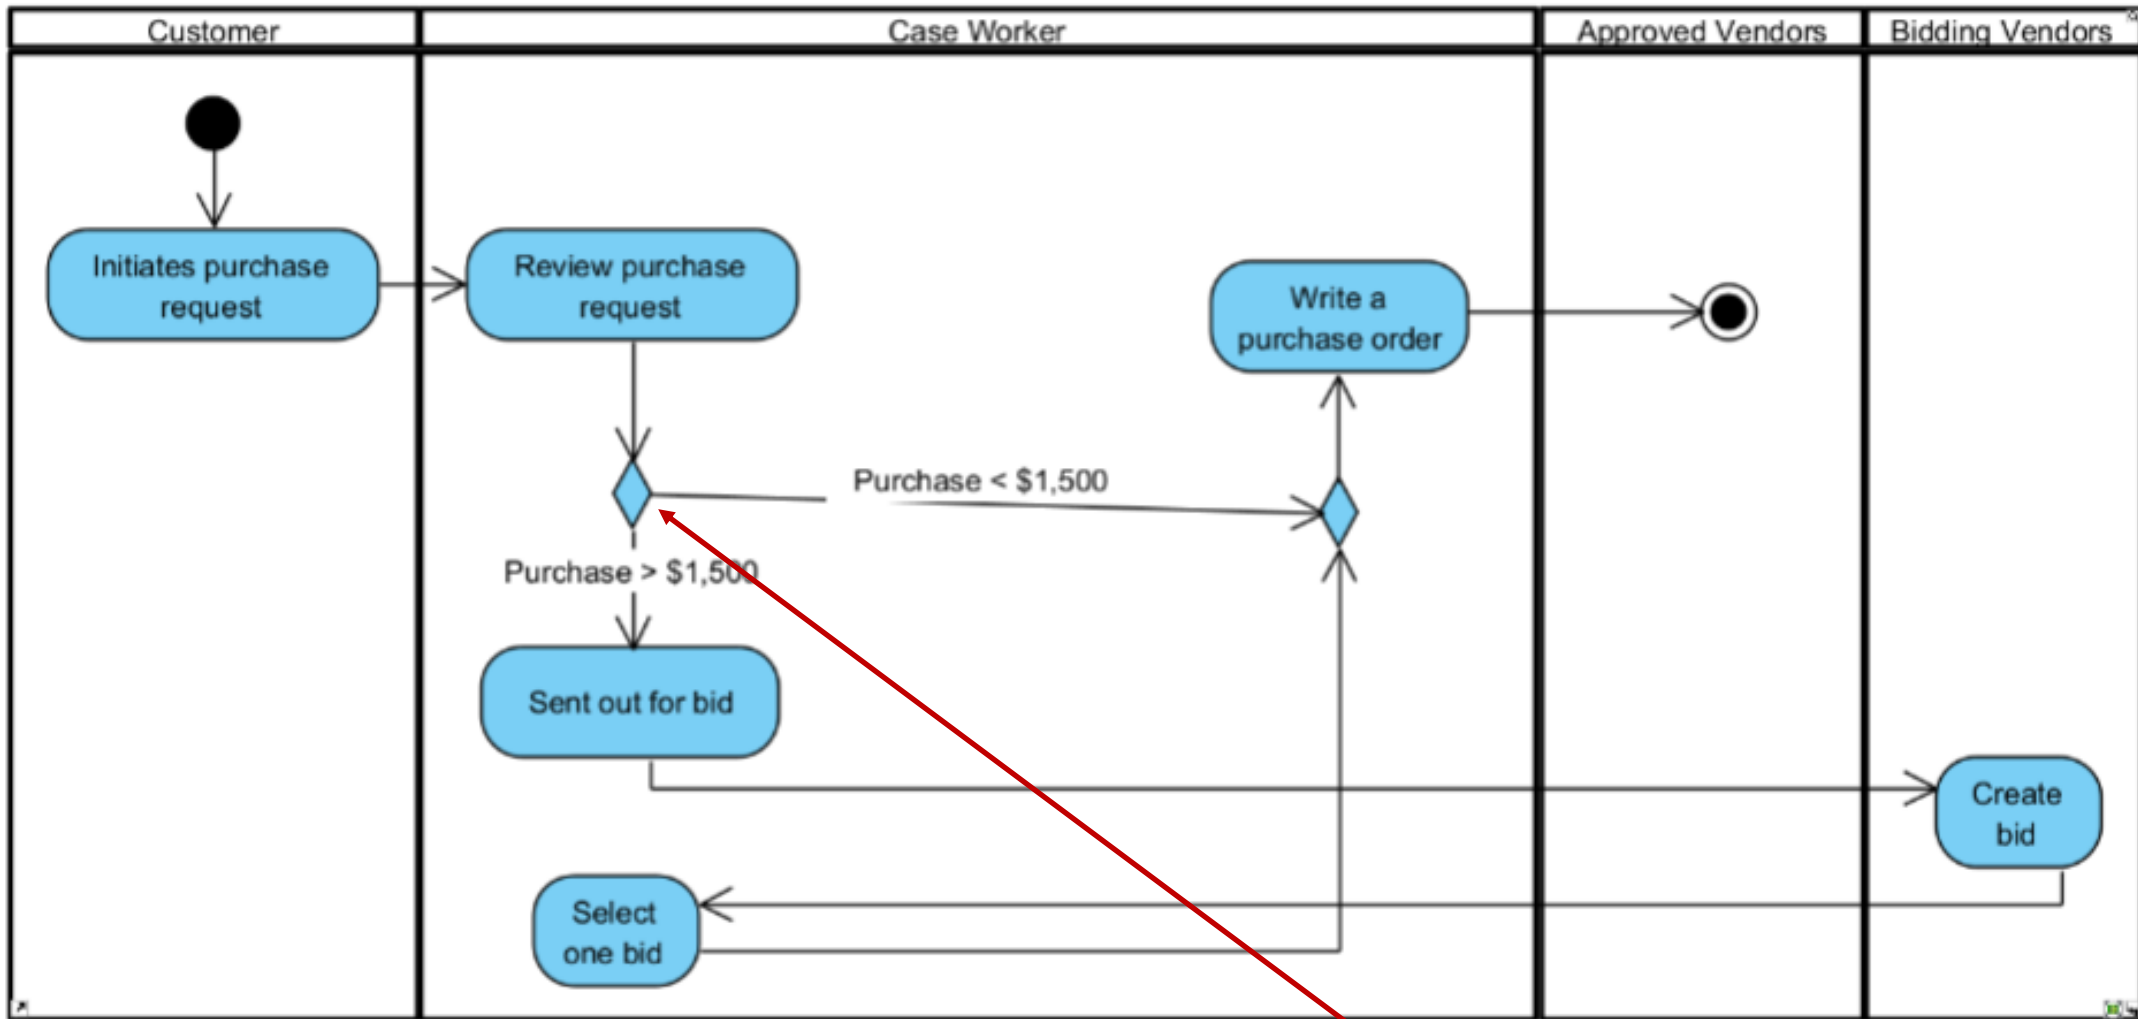 Customer
Case Worker
Approved Vendors
Bidding Vendors
Initiates purchase
request
Review purchase
request
Write a
purchase order
Purchase < $1,500
Purchase > $1,500
Sent out for bid
Create
bid
Select
one bid